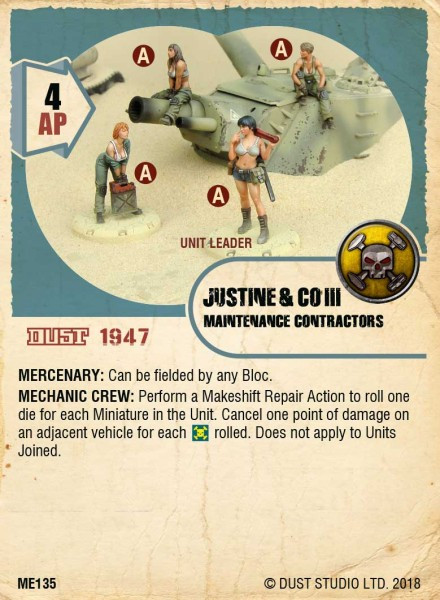 4
AP
A
A
A
A
UNIT LEADER
JUSTINE & CO III
MAINTENANCE CONTRACTORS
DUST 1947
MERCENARY: Can be fielded by any Bloc.
MECHANIC CREW: Perform a Makeshift Repair Action to roll one
die for each Miniature in the Unit. Cancel one point of damage on
an adjacent vehicle for each rolled. Does not apply to Units
Joined.
ME135
© DUST STUDIO LTD. 2018